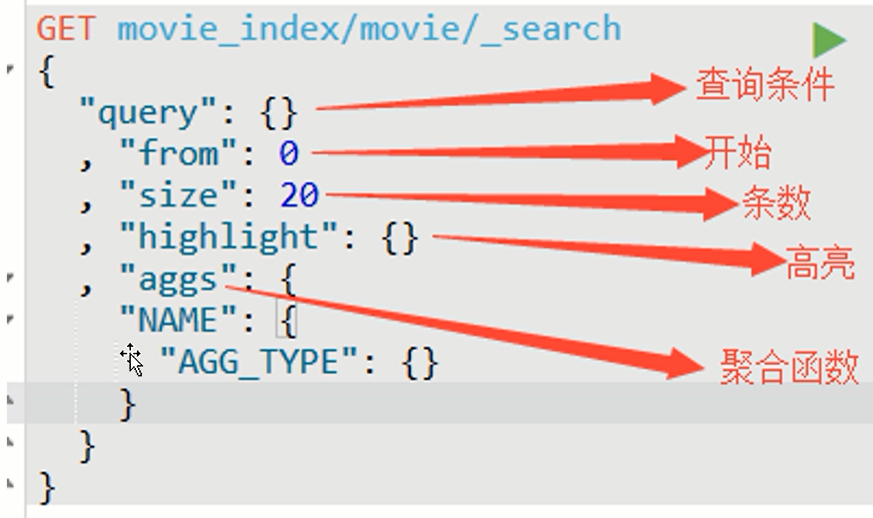 GET movie_index/movie/_search
{
"query": {} 查询条件
, "from": 0 开始
, "size": 20 条数
, "highlight": {} 高亮
, "aggs": {
"NAME": {
"AGG_TYPE": {} 聚合函数
}
}
}